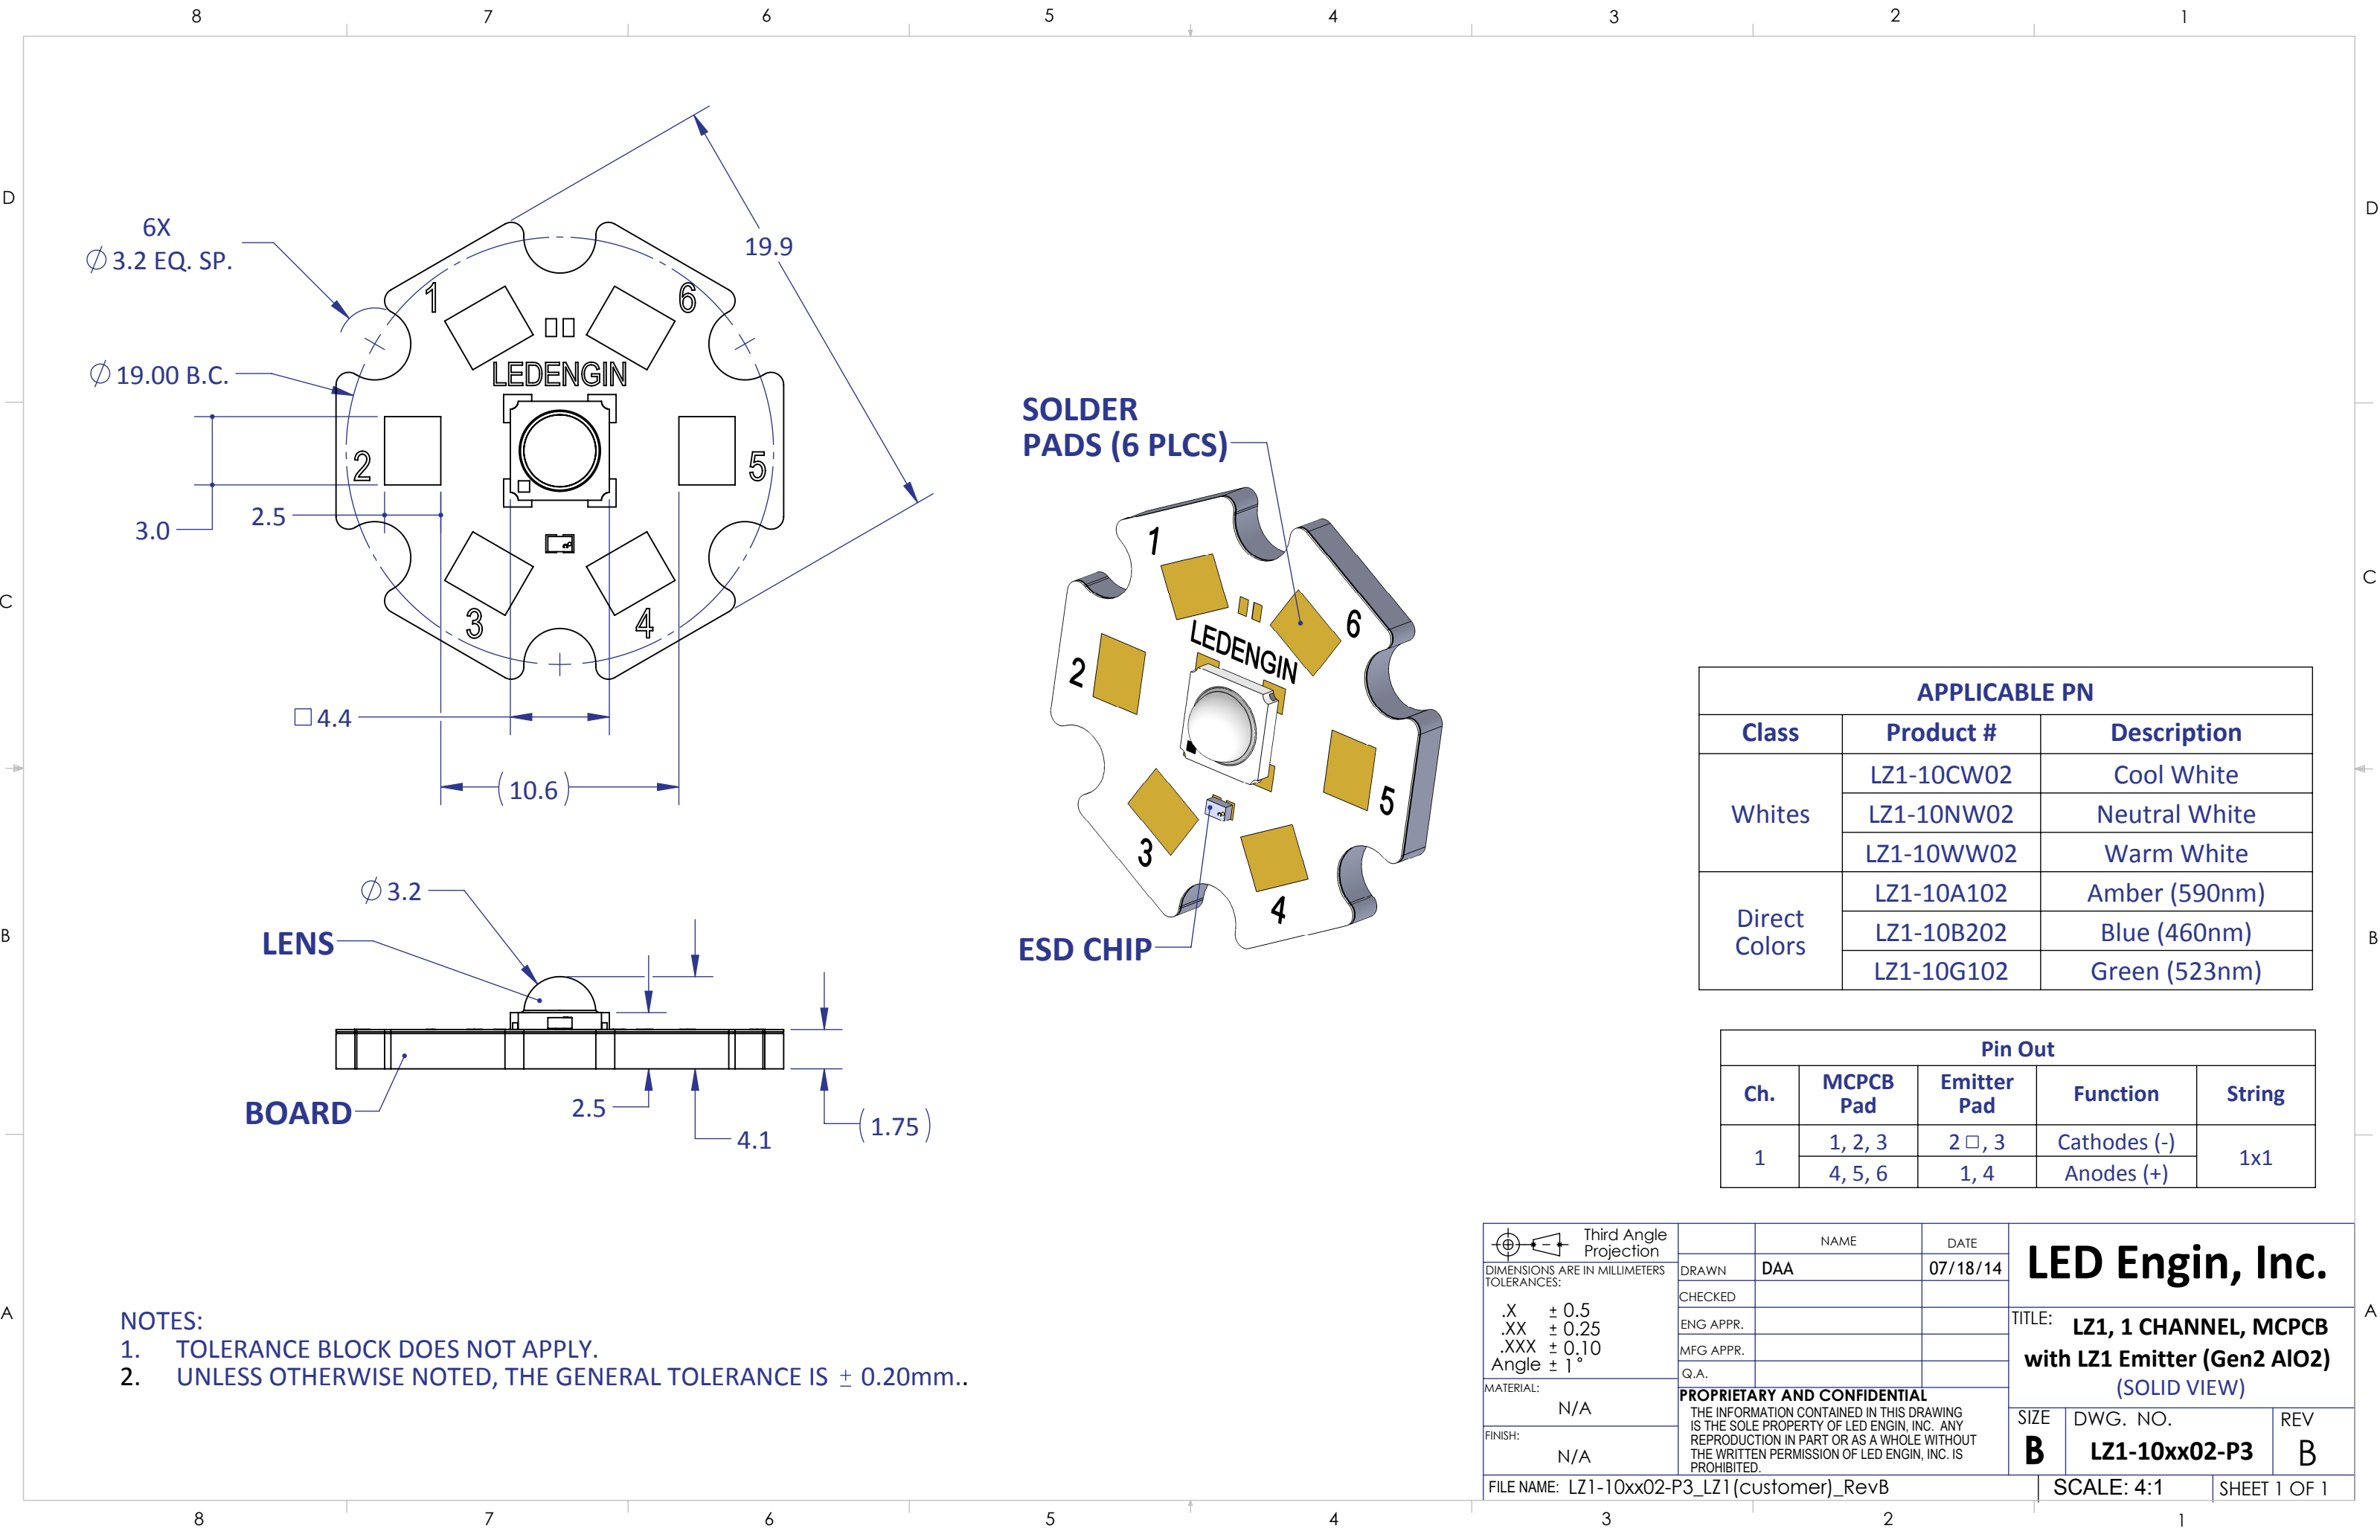 8 7 6 5 4 3 2 1
D
D
6X
∅ 3.2 EQ. SP.
∅ 19.00 B.C.
19.9
1
6
LEDENGIN
2
5
3
4
3.0
2.5
□ 4.4
(10.6)
SOLDER
PADS (6 PLCS)
1
6
LEDENGIN
2
5
3
4
ESD CHIP
C
C
∅ 3.2
LENS
BOARD
2.5
4.1
(1.75)
B
B
APPLICABLE PN
Class Product # Description
Whites
LZ1-10CW02 Cool White
LZ1-10NW02 Neutral White
LZ1-10WW02 Warm White
Direct
Colors
LZ1-10A102 Amber (590nm)
LZ1-10B202 Blue (460nm)
LZ1-10G102 Green (523nm)
Pin Out
Ch. MCPCB Pad Emitter Pad Function String
1
1, 2, 3 2 □, 3 Cathodes (-)
4, 5, 6 1, 4 Anodes (+)
1x1
A
A
NOTES:
1. TOLERANCE BLOCK DOES NOT APPLY.
2. UNLESS OTHERWISE NOTED, THE GENERAL TOLERANCE IS ± 0.20mm..
Third Angle
Projection
DIMENSIONS ARE IN MILLIMETERS
TOLERANCES:
.X ± 0.5
.XX ± 0.25
.XXX ± 0.10
Angle ± 1°
MATERIAL:
N/A
FINISH:
N/A
NAME DATE
DRAWN DAA 07/18/14
CHECKED
ENG APPR.
MFG APPR.
Q.A.
PROPRIETARY AND CONFIDENTIAL
THE INFORMATION CONTAINED IN THIS DRAWING
IS THE SOLE PROPERTY OF LED ENGIN, INC. ANY
REPRODUCTION IN PART OR AS A WHOLE WITHOUT
THE WRITTEN PERMISSION OF LED ENGIN, INC. IS
PROHIBITED.
LED Engin, Inc.
TITLE: LZ1, 1 CHANNEL, MCPCB
with LZ1 Emitter (Gen2 AlO2)
(SOLID VIEW)
SIZE DWG. NO. REV
B LZ1-10xx02-P3 B
FILE NAME: LZ1-10xx02-P3_LZ1(customer)_RevB
SCALE: 4:1 SHEET 1 OF 1
8 7 6 5 4 3 2 1